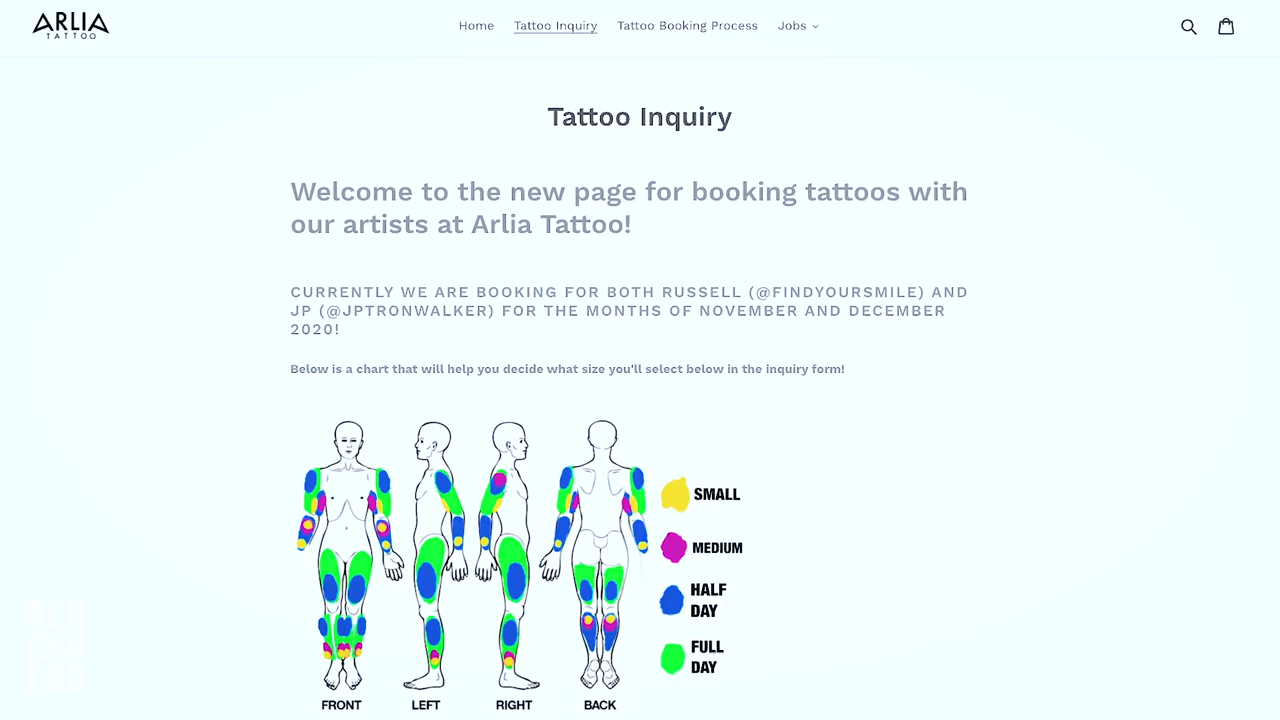 ARLIA
TATTOO
Home Tattoo Inquiry Tattoo Booking Process Jobs
Tattoo Inquiry
Welcome to the new page for booking tattoos with
our artists at Arlia Tattoo!
CURRENTLY WE ARE BOOKING FOR BOTH RUSSELL (@FINDYOURSMILE) AND
JP (@JPTRONWALKER) FOR THE MONTHS OF NOVEMBER AND DECEMBER
2020!
Below is a chart that will help you decide what size you'll select below in the inquiry form!
SMALL
MEDIUM
HALF
DAY
FULL
DAY
FRONT LEFT RIGHT BACK